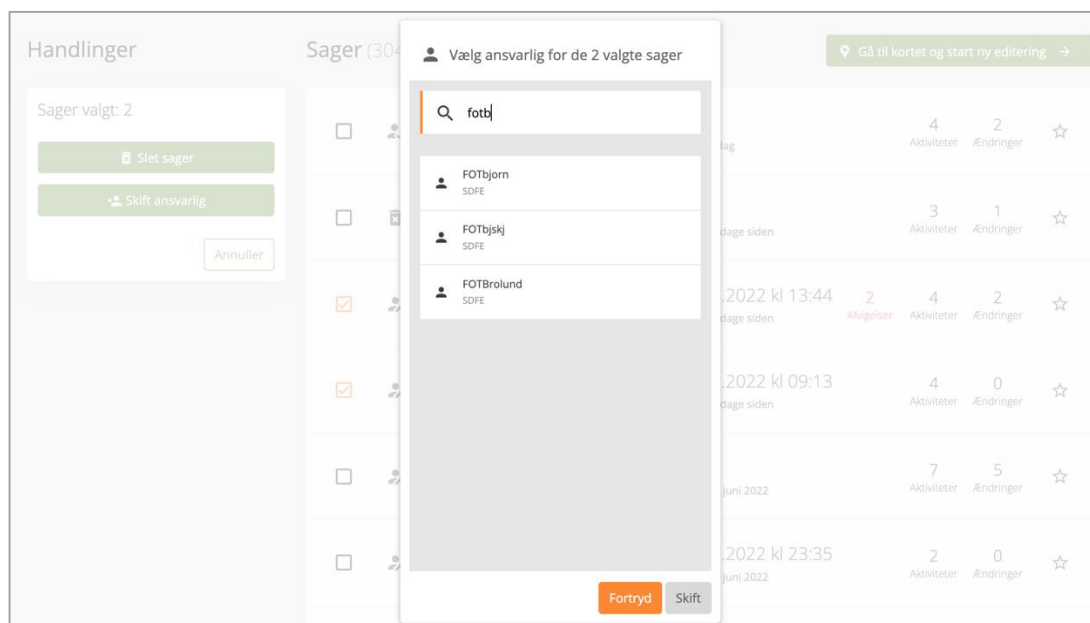 Handlinger
Sager (304
Vælg ansvarlig for de 2 valgte sager
Gå til kortet og start ny editering
Sager valgt: 2
Slet sager
Skift ansvarlig
Annuller
fotb
FOTbjorn
SDFE
FOTbjskj
SDFE
FOTBrolund
SDFE
Fortryd
Skift
4 2
dag
Aktiviteter Ændringer
3 1
dage siden
Aktiviteter Ændringer
.2022 kl 13:44
2 4 2
dage siden
Afvigelser Aktiviteter Ændringer
.2022 kl 09:13
4 0
dage siden
Aktiviteter Ændringer
7 5
juni 2022
Aktiviteter Ændringer
.2022 kl 23:35
2 0
juni 2022
Aktiviteter Ændringer